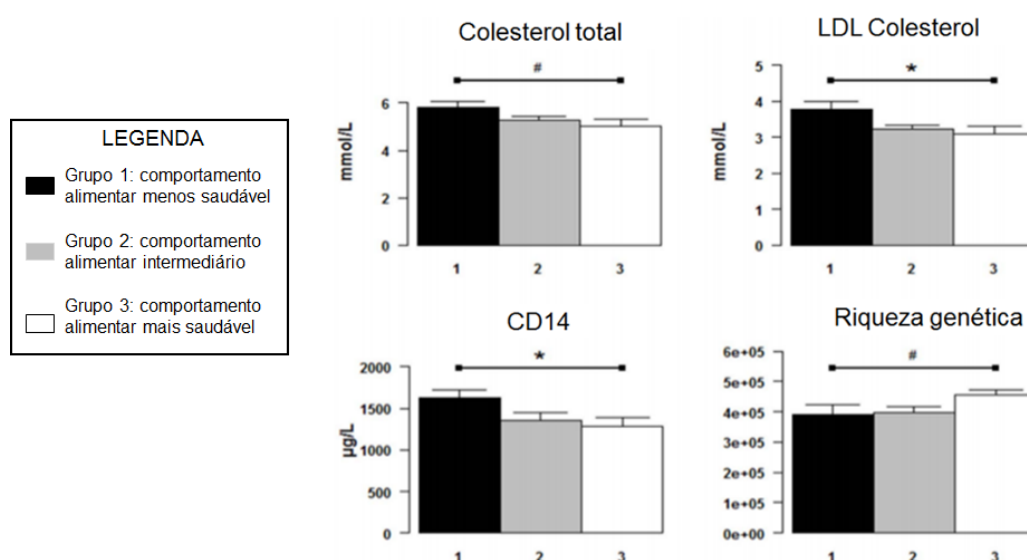 LEGENDA
Grupo 1: comportamento
alimentar menos saudável
Grupo 2: comportamento
alimentar intermediário
Grupo 3: comportamento
alimentar mais saudável
Colesterol total
#
6
4
2
0
mmol/L
1 2 3
LDL Colesterol
*
5
4
3
2
1
0
mmol/L
1 2 3
CD14
*
2000
1500
1000
500
0
µg/L
1 2 3
Riqueza genética
#
6e+05
5e+05
4e+05
3e+05
2e+05
1e+05
0e+00
1 2 3